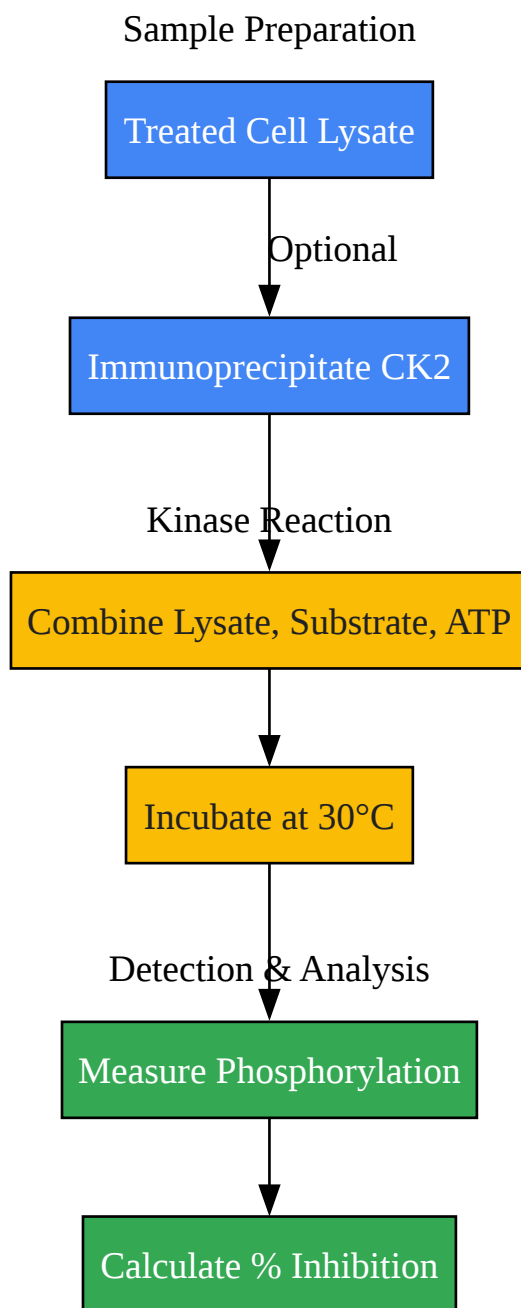 Sample Preparation
Treated Cell Lysate
Optional
Immunoprecipitate CK2
Kinase Reaction
Combine Lysate, Substrate, ATP
Incubate at 30°C
Detection & Analysis
Measure Phosphorylation
Calculate % Inhibition